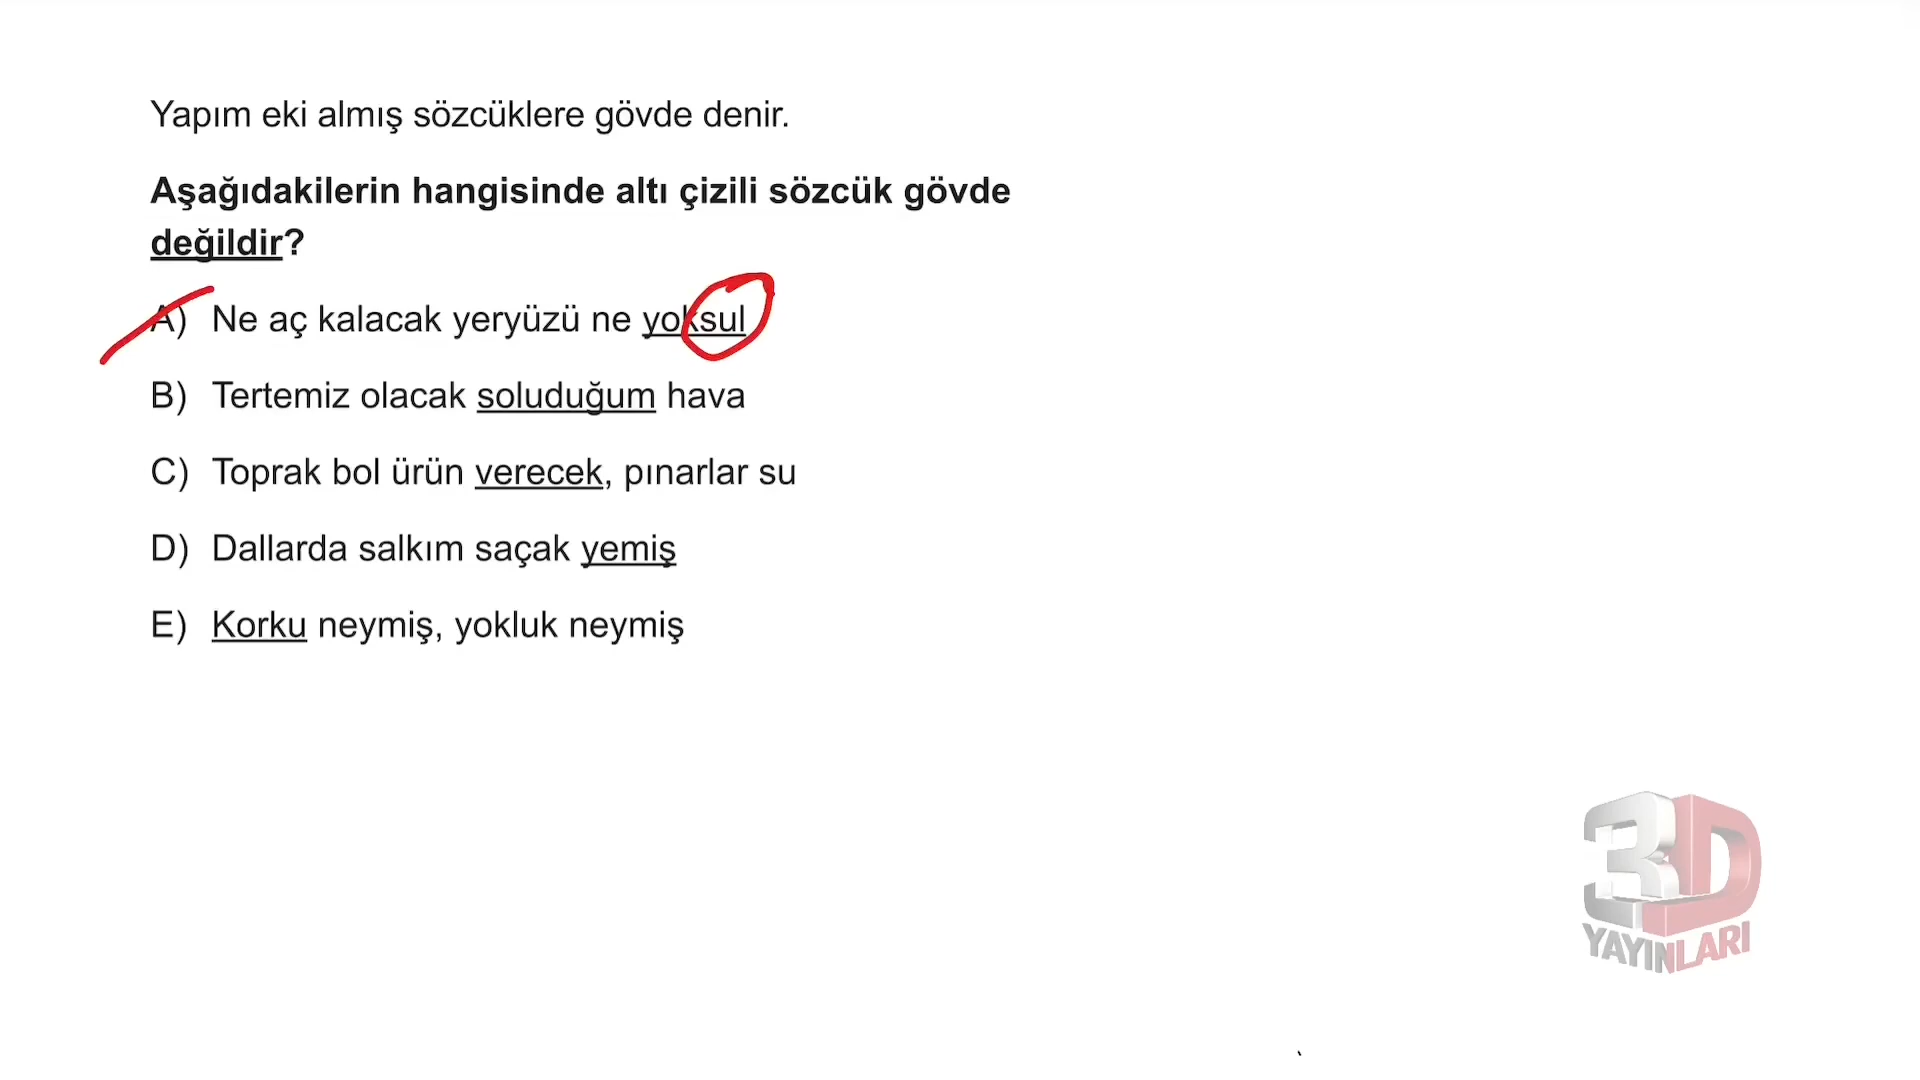 Yapım eki almış sözcüklere gövde denir.
Aşağıdakilerin hangisinde altı çizili sözcük gövde
değildir?
A) Ne aç kalacak yeryüzü ne yoksul
B) Tertemiz olacak soluduğum hava
C) Toprak bol ürün verecek, pınarlar su
D) Dallarda salkım saçak yemiş
E) Korku neymiş, yokluk neymiş
3D
YAYINLARI